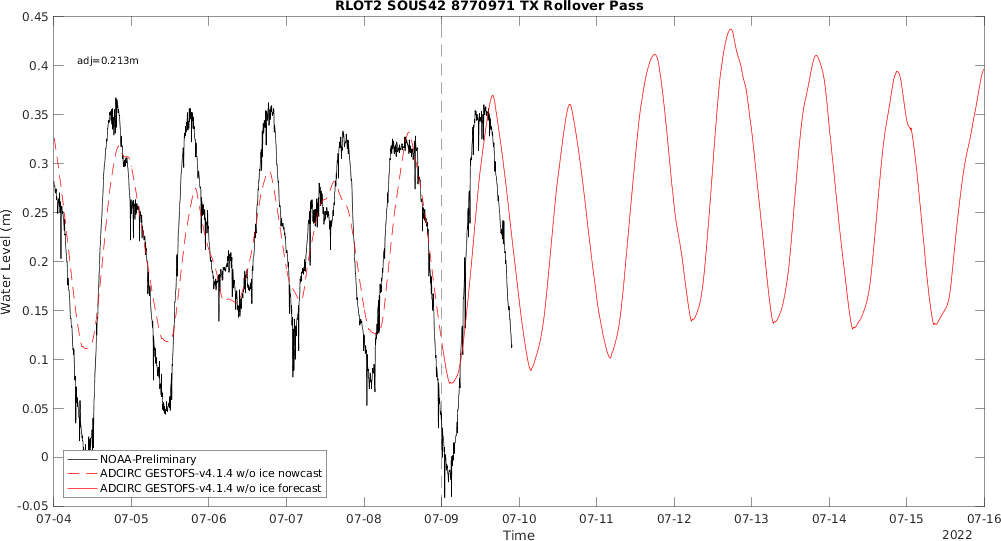 RLOT2 SOUS42 8770971 TX Rollover Pass
0.45
0.4
0.35
0.3
0.25
0.2
0.15
0.1
0.05
0
-0.05
Water Level (m)
adj=0.213m
NOAA-Preliminary
ADCIRC GESTOFS-v4.1.4 w/o ice nowcast
ADCIRC GESTOFS-v4.1.4 w/o ice forecast
07-04 07-05 07-06 07-07 07-08 07-09 07-10 07-11 07-12 07-13 07-14 07-15 07-16
Time
2022